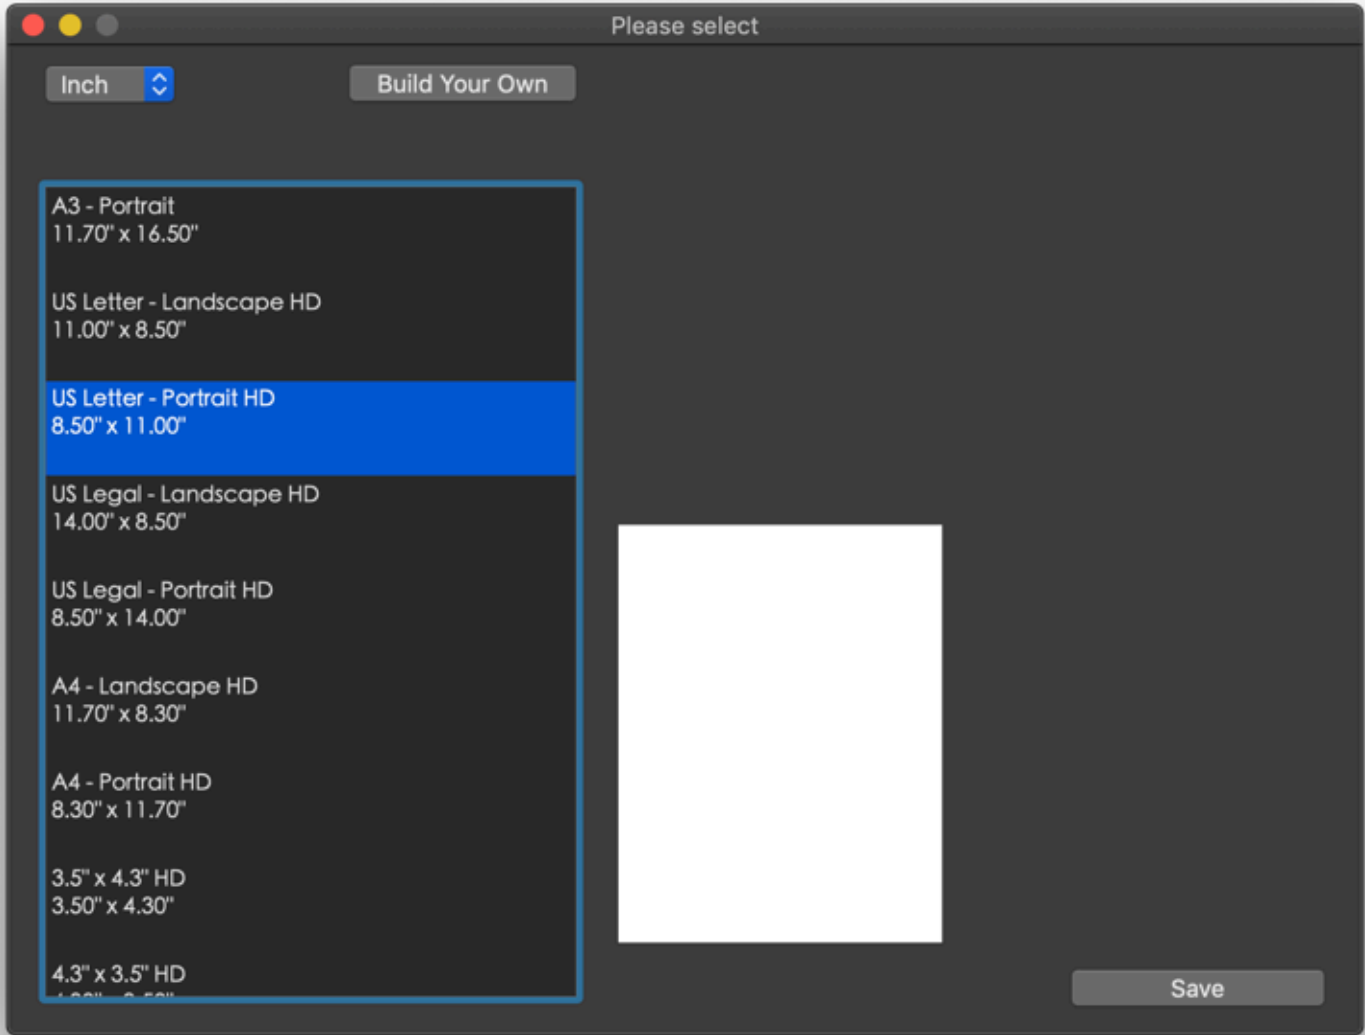 Please select
Inch
Build Your Own
A3 - Portrait
11.70" x 16.50"
US Letter - Landscape HD
11.00" x 8.50"
US Letter - Portrait HD
8.50" x 11.00"
US Legal - Landscape HD
14.00" x 8.50"
US Legal - Portrait HD
8.50" x 14.00"
A4 - Landscape HD
11.70" x 8.30"
A4 - Portrait HD
8.30" x 11.70"
3.5" x 4.3" HD
3.50" x 4.30"
4.3" x 3.5" HD
Save